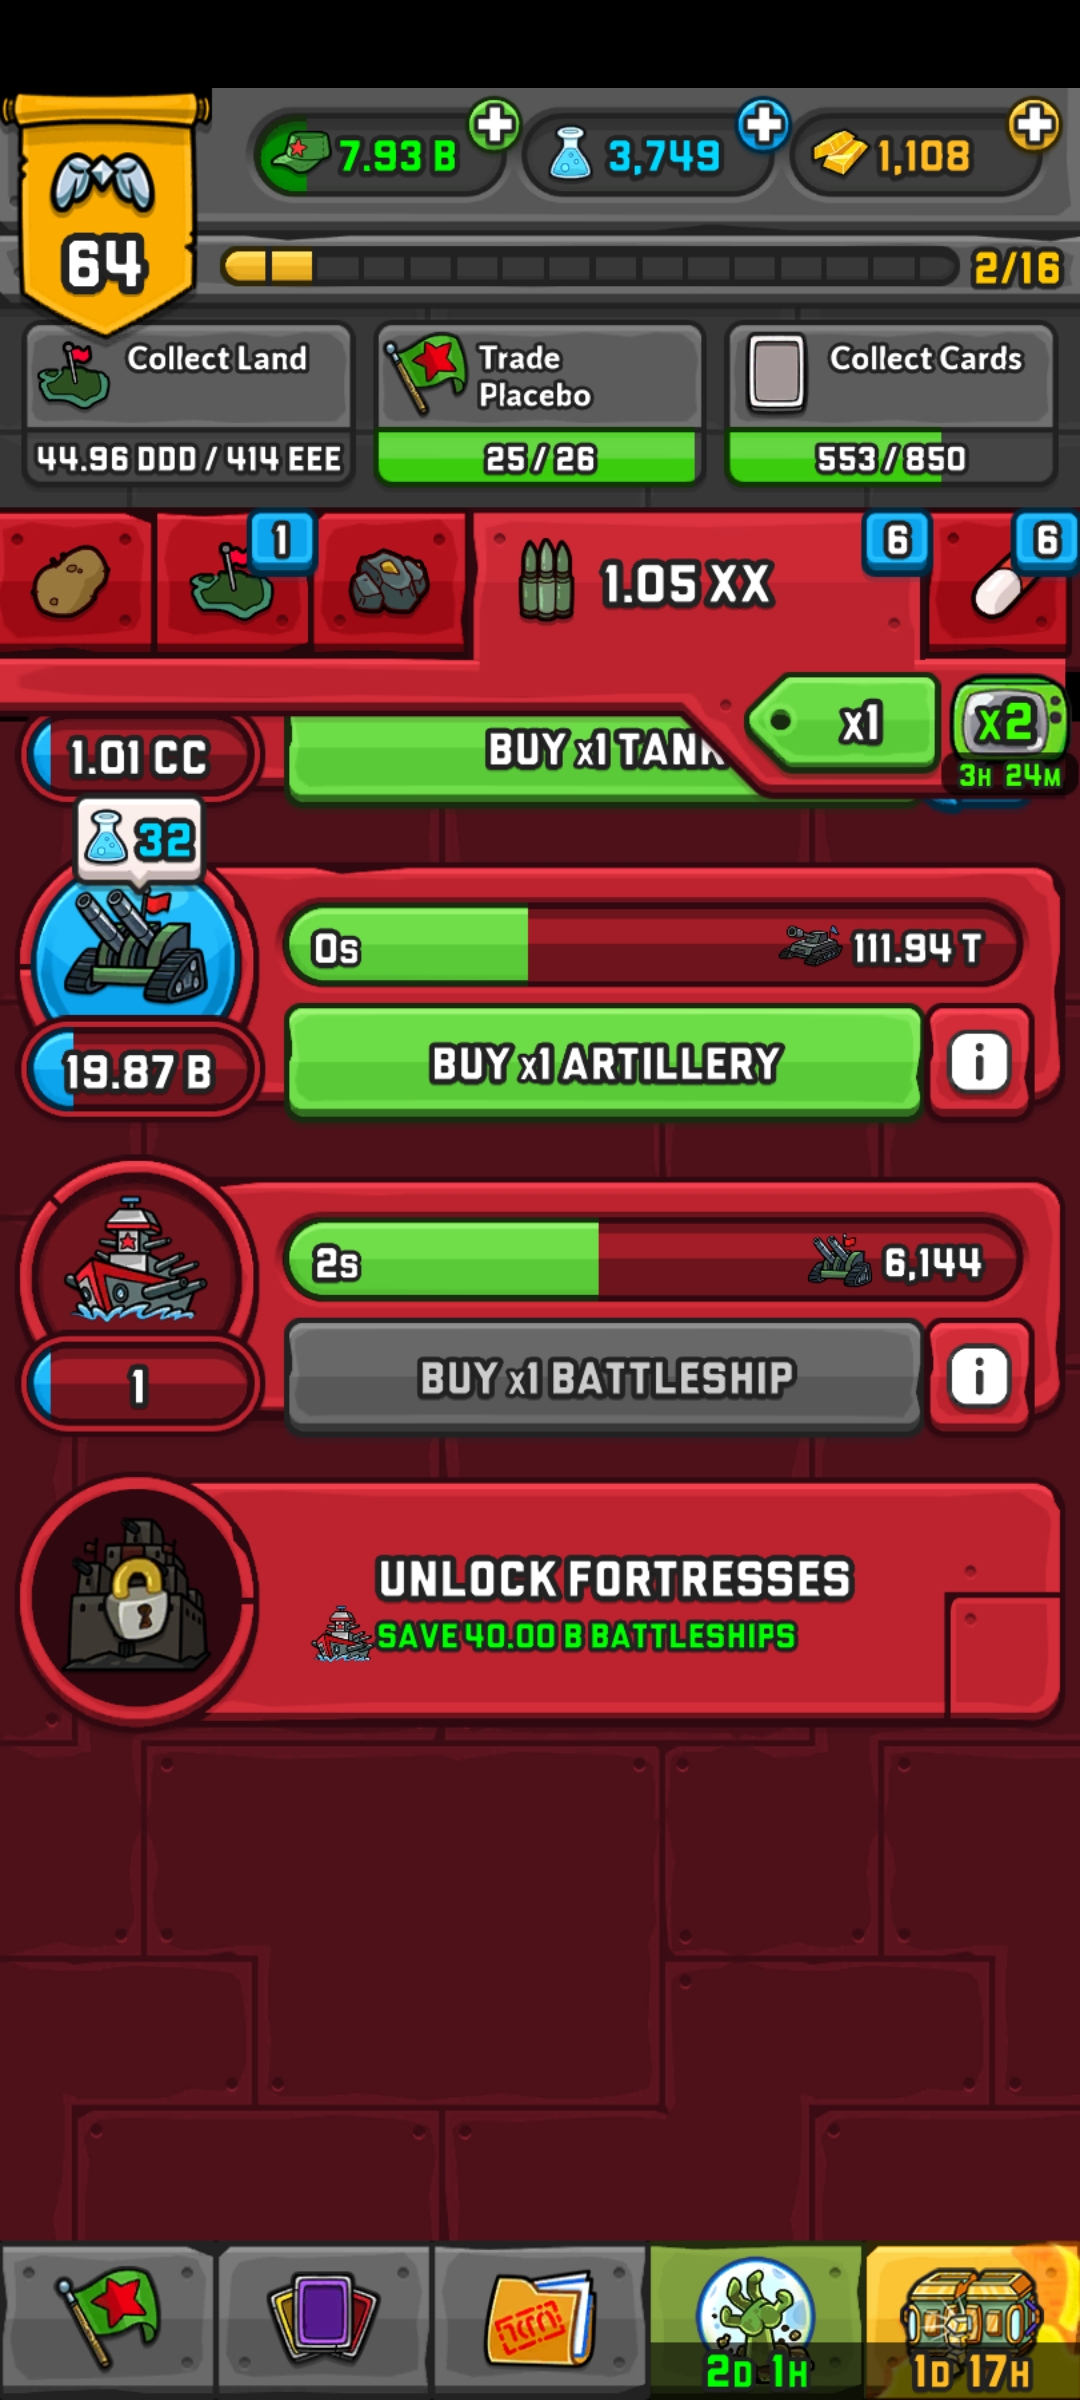 7.93 B
3,749
1,108
64
2/16
Collect Land
44.96 DDD / 414 EEE
Trade
Placebo
25/26
Collect Cards
553/850
1
1.05 XX
6
6
x1
x2
3H 24M
1.01 CC
BUY x1 TANK
32
0s
111.94 T
19.87 B
BUY x1 ARTILLERY
i
2s
6,144
1
BUY x1 BATTLESHIP
i
UNLOCK FORTRESSES
SAVE 40.00 B BATTLESHIPS
2D 1H
1D 17H